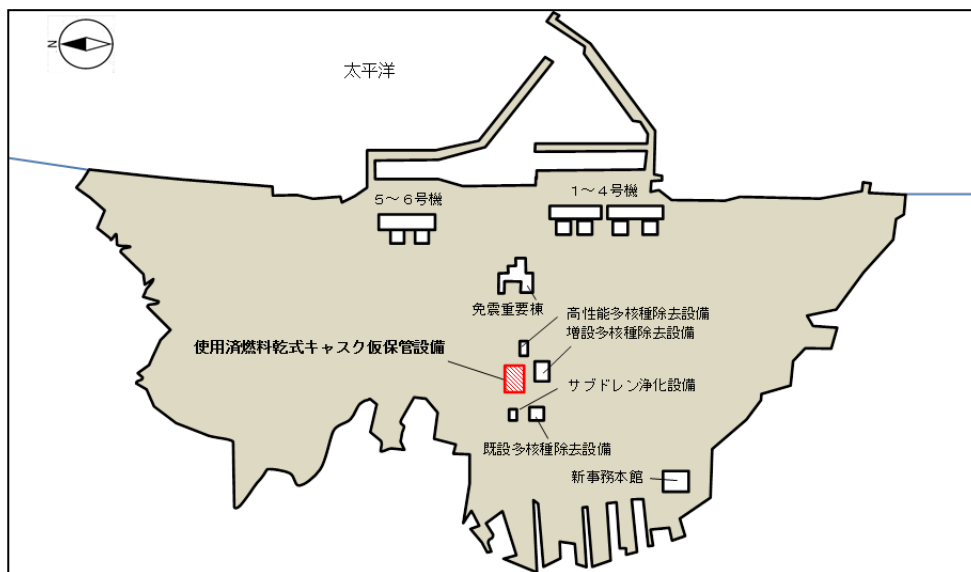 N
太平洋
5～6号機
1～4号機
免震重要棟
高性能多核種除去設備
増設多核種除去設備
使用済燃料乾式キャスク仮保管設備
サブドレン浄化設備
既設多核種除去設備
新事務本館